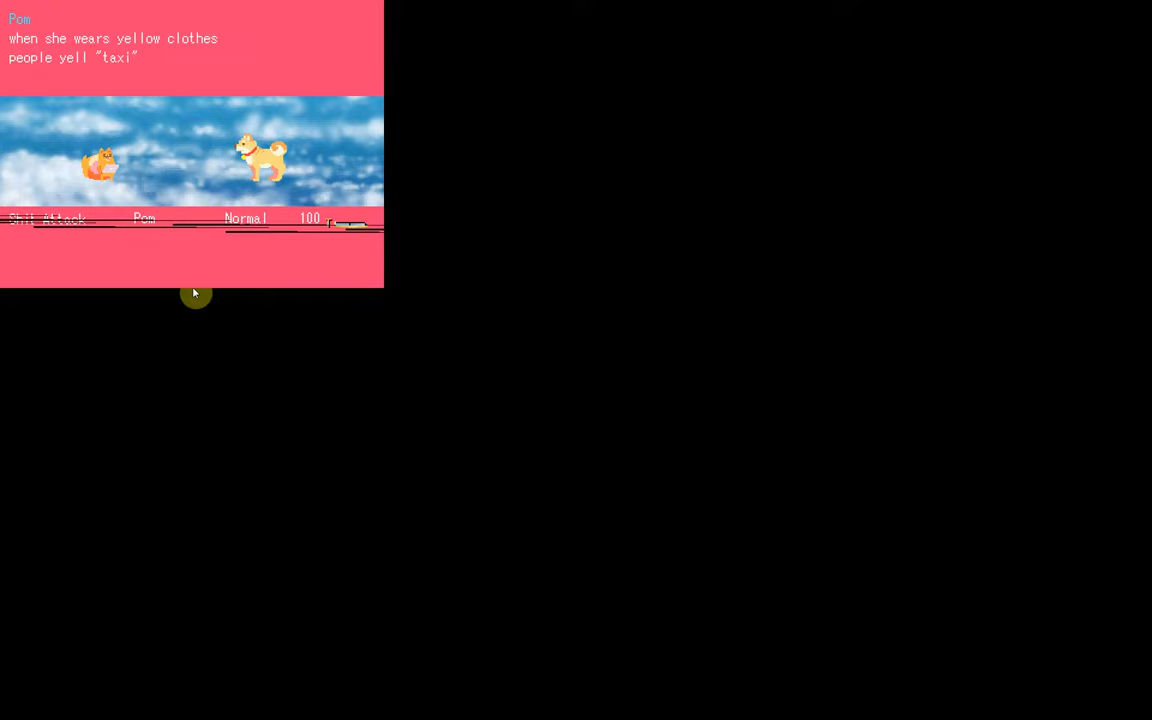 Pom
when she wears yellow clothes
people yell "taxi"
Shit Attack Pom Normal 100